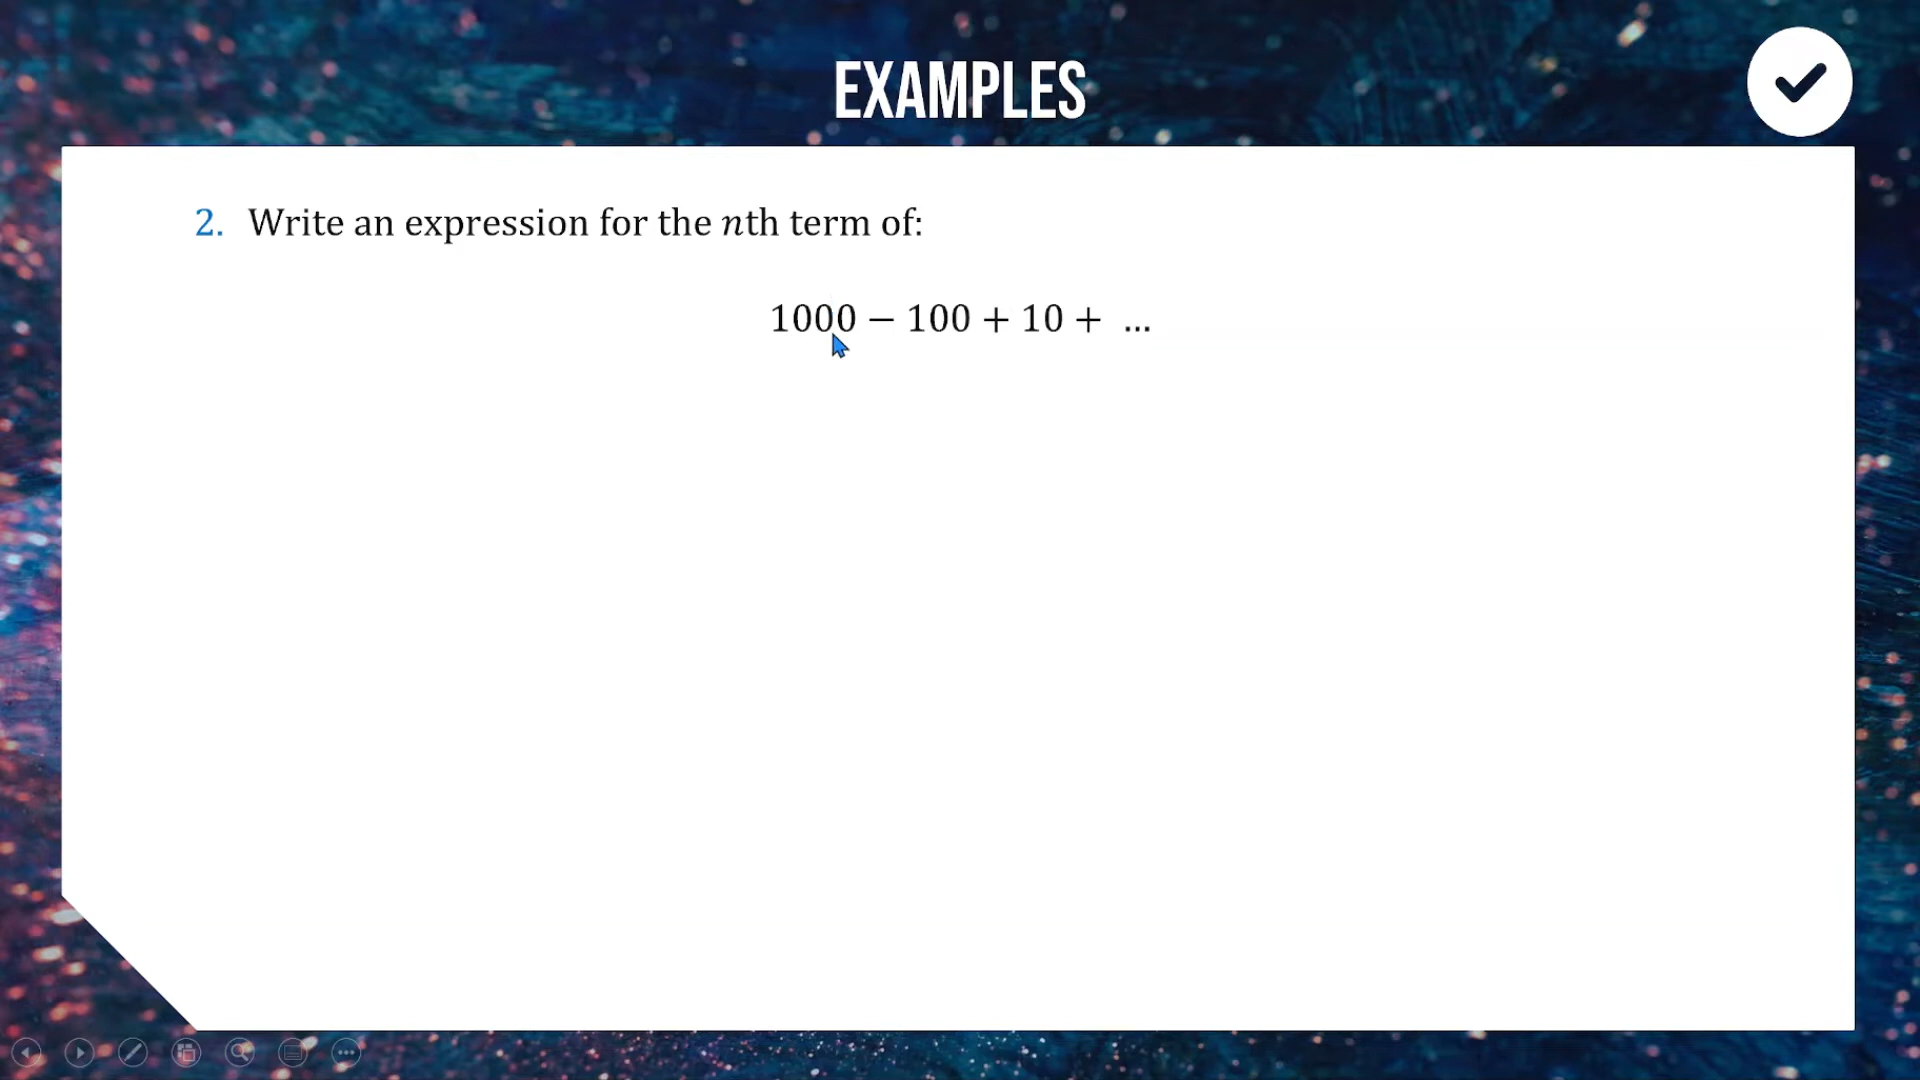 EXAMPLES
2. Write an expression for the nth term of:
1000 − 100 + 10 + ...